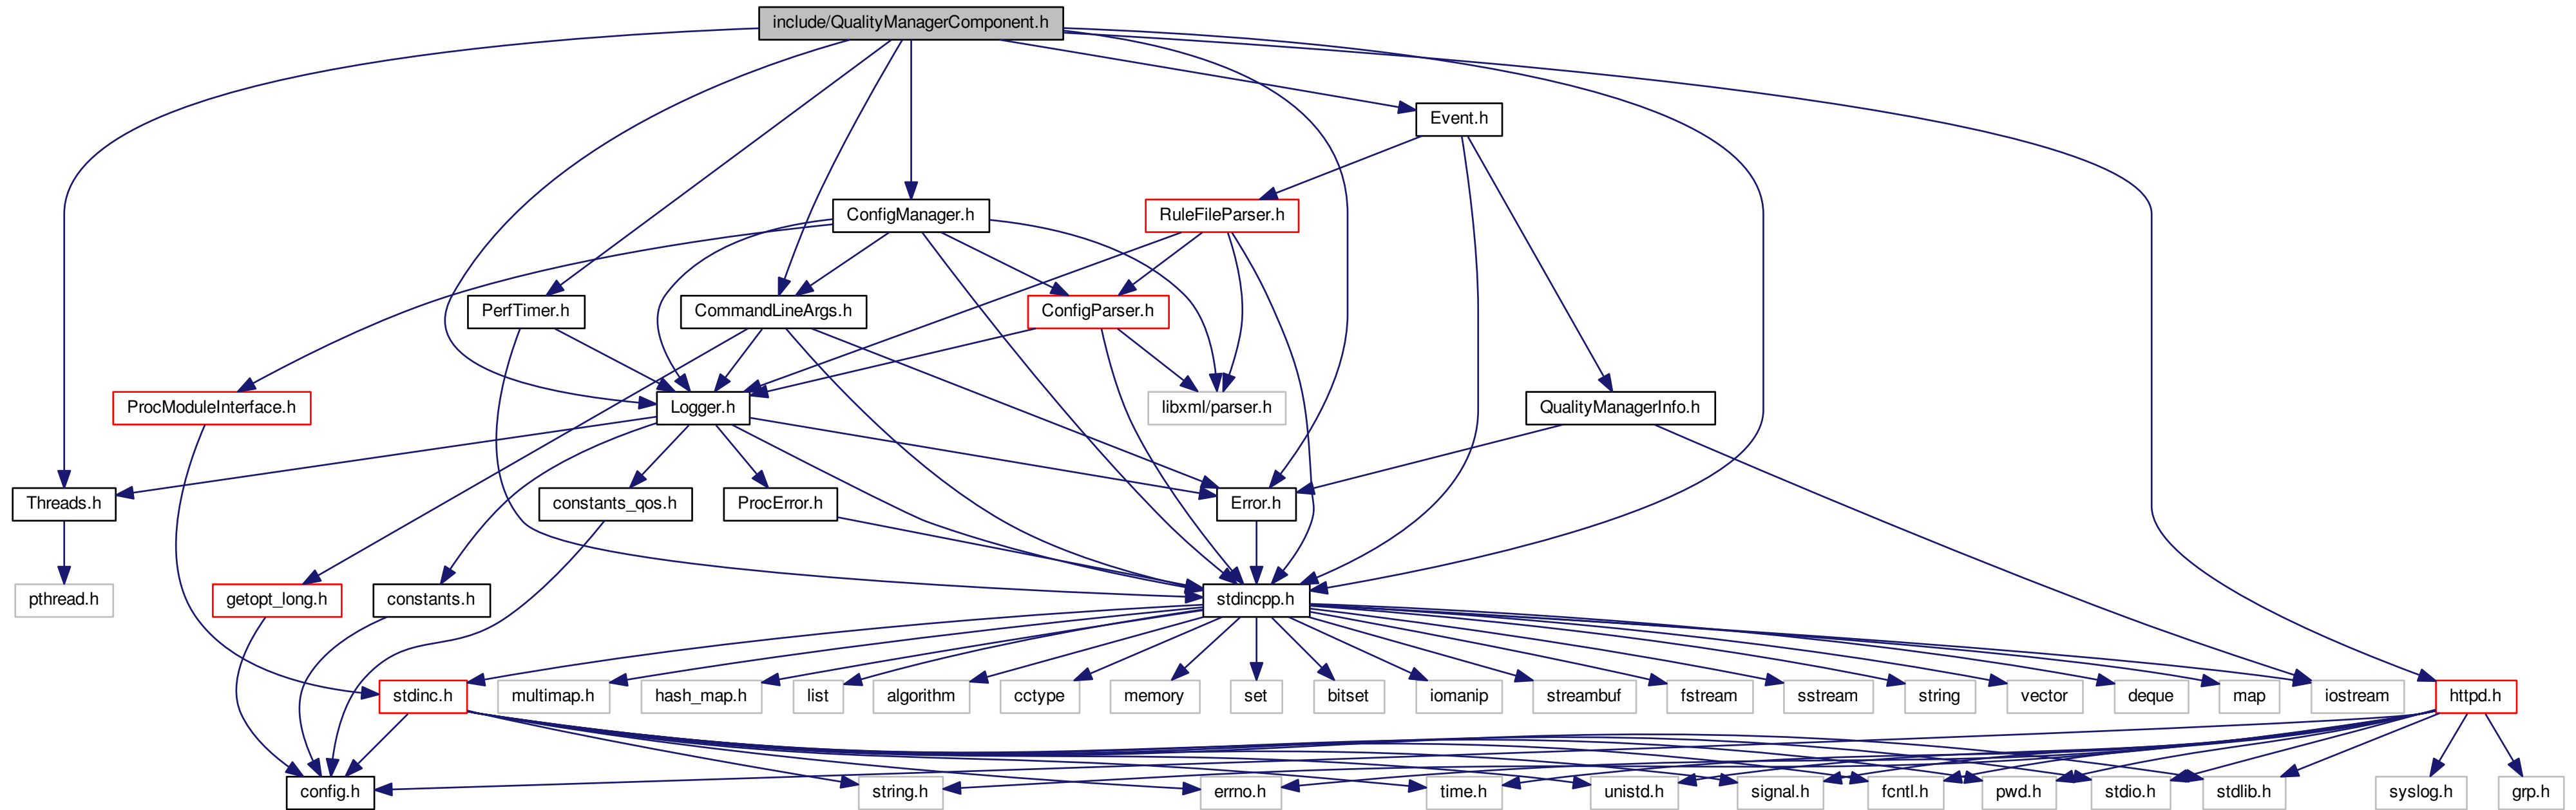 include/QualityManagerComponent.h
Event.h
ConfigManager.h
RuleFileParser.h
PerfTimer.h
CommandLineArgs.h
ConfigParser.h
ProcModuleInterface.h
Logger.h
libxml/parser.h
QualityManagerInfo.h
Threads.h
constants_qos.h
ProcError.h
Error.h
pthread.h
getopt_long.h
constants.h
stdincpp.h
stdinc.h
multimap.h
hash_map.h
list
algorithm
cctype
memory
set
bitset
iomanip
streambuf
fstream
sstream
string
vector
deque
map
iostream
httpd.h
config.h
string.h
errno.h
time.h
unistd.h
signal.h
fcntl.h
pwd.h
stdio.h
stdlib.h
syslog.h
grp.h